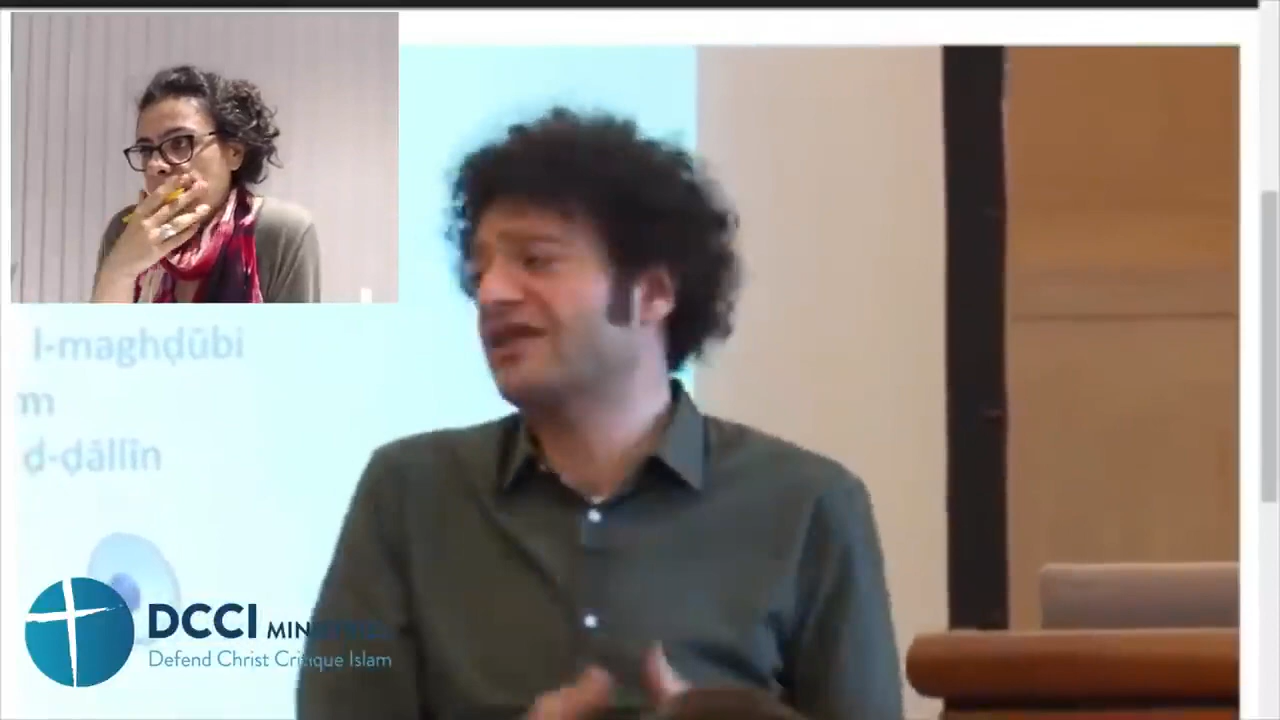 l-maghḍūbi
m
d-ḍāllīn
DCCI MINISTRIES
Defend Christ Critique Islam